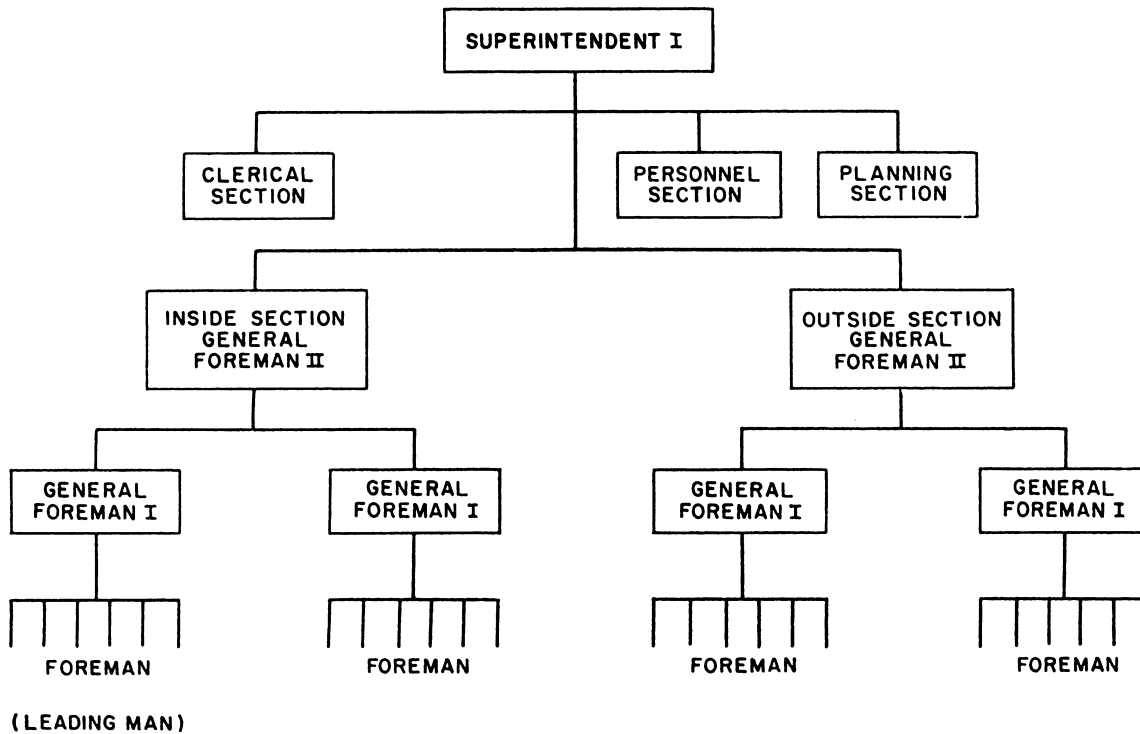 SUPERINTENDENT I
CLERICAL
SECTION
PERSONNEL
SECTION
PLANNING
SECTION
INSIDE SECTION
GENERAL
FOREMAN II
OUTSIDE SECTION
GENERAL
FOREMAN II
GENERAL
FOREMAN I
GENERAL
FOREMAN I
GENERAL
FOREMAN I
GENERAL
FOREMAN I
FOREMAN
FOREMAN
FOREMAN
FOREMAN
(LEADING MAN)